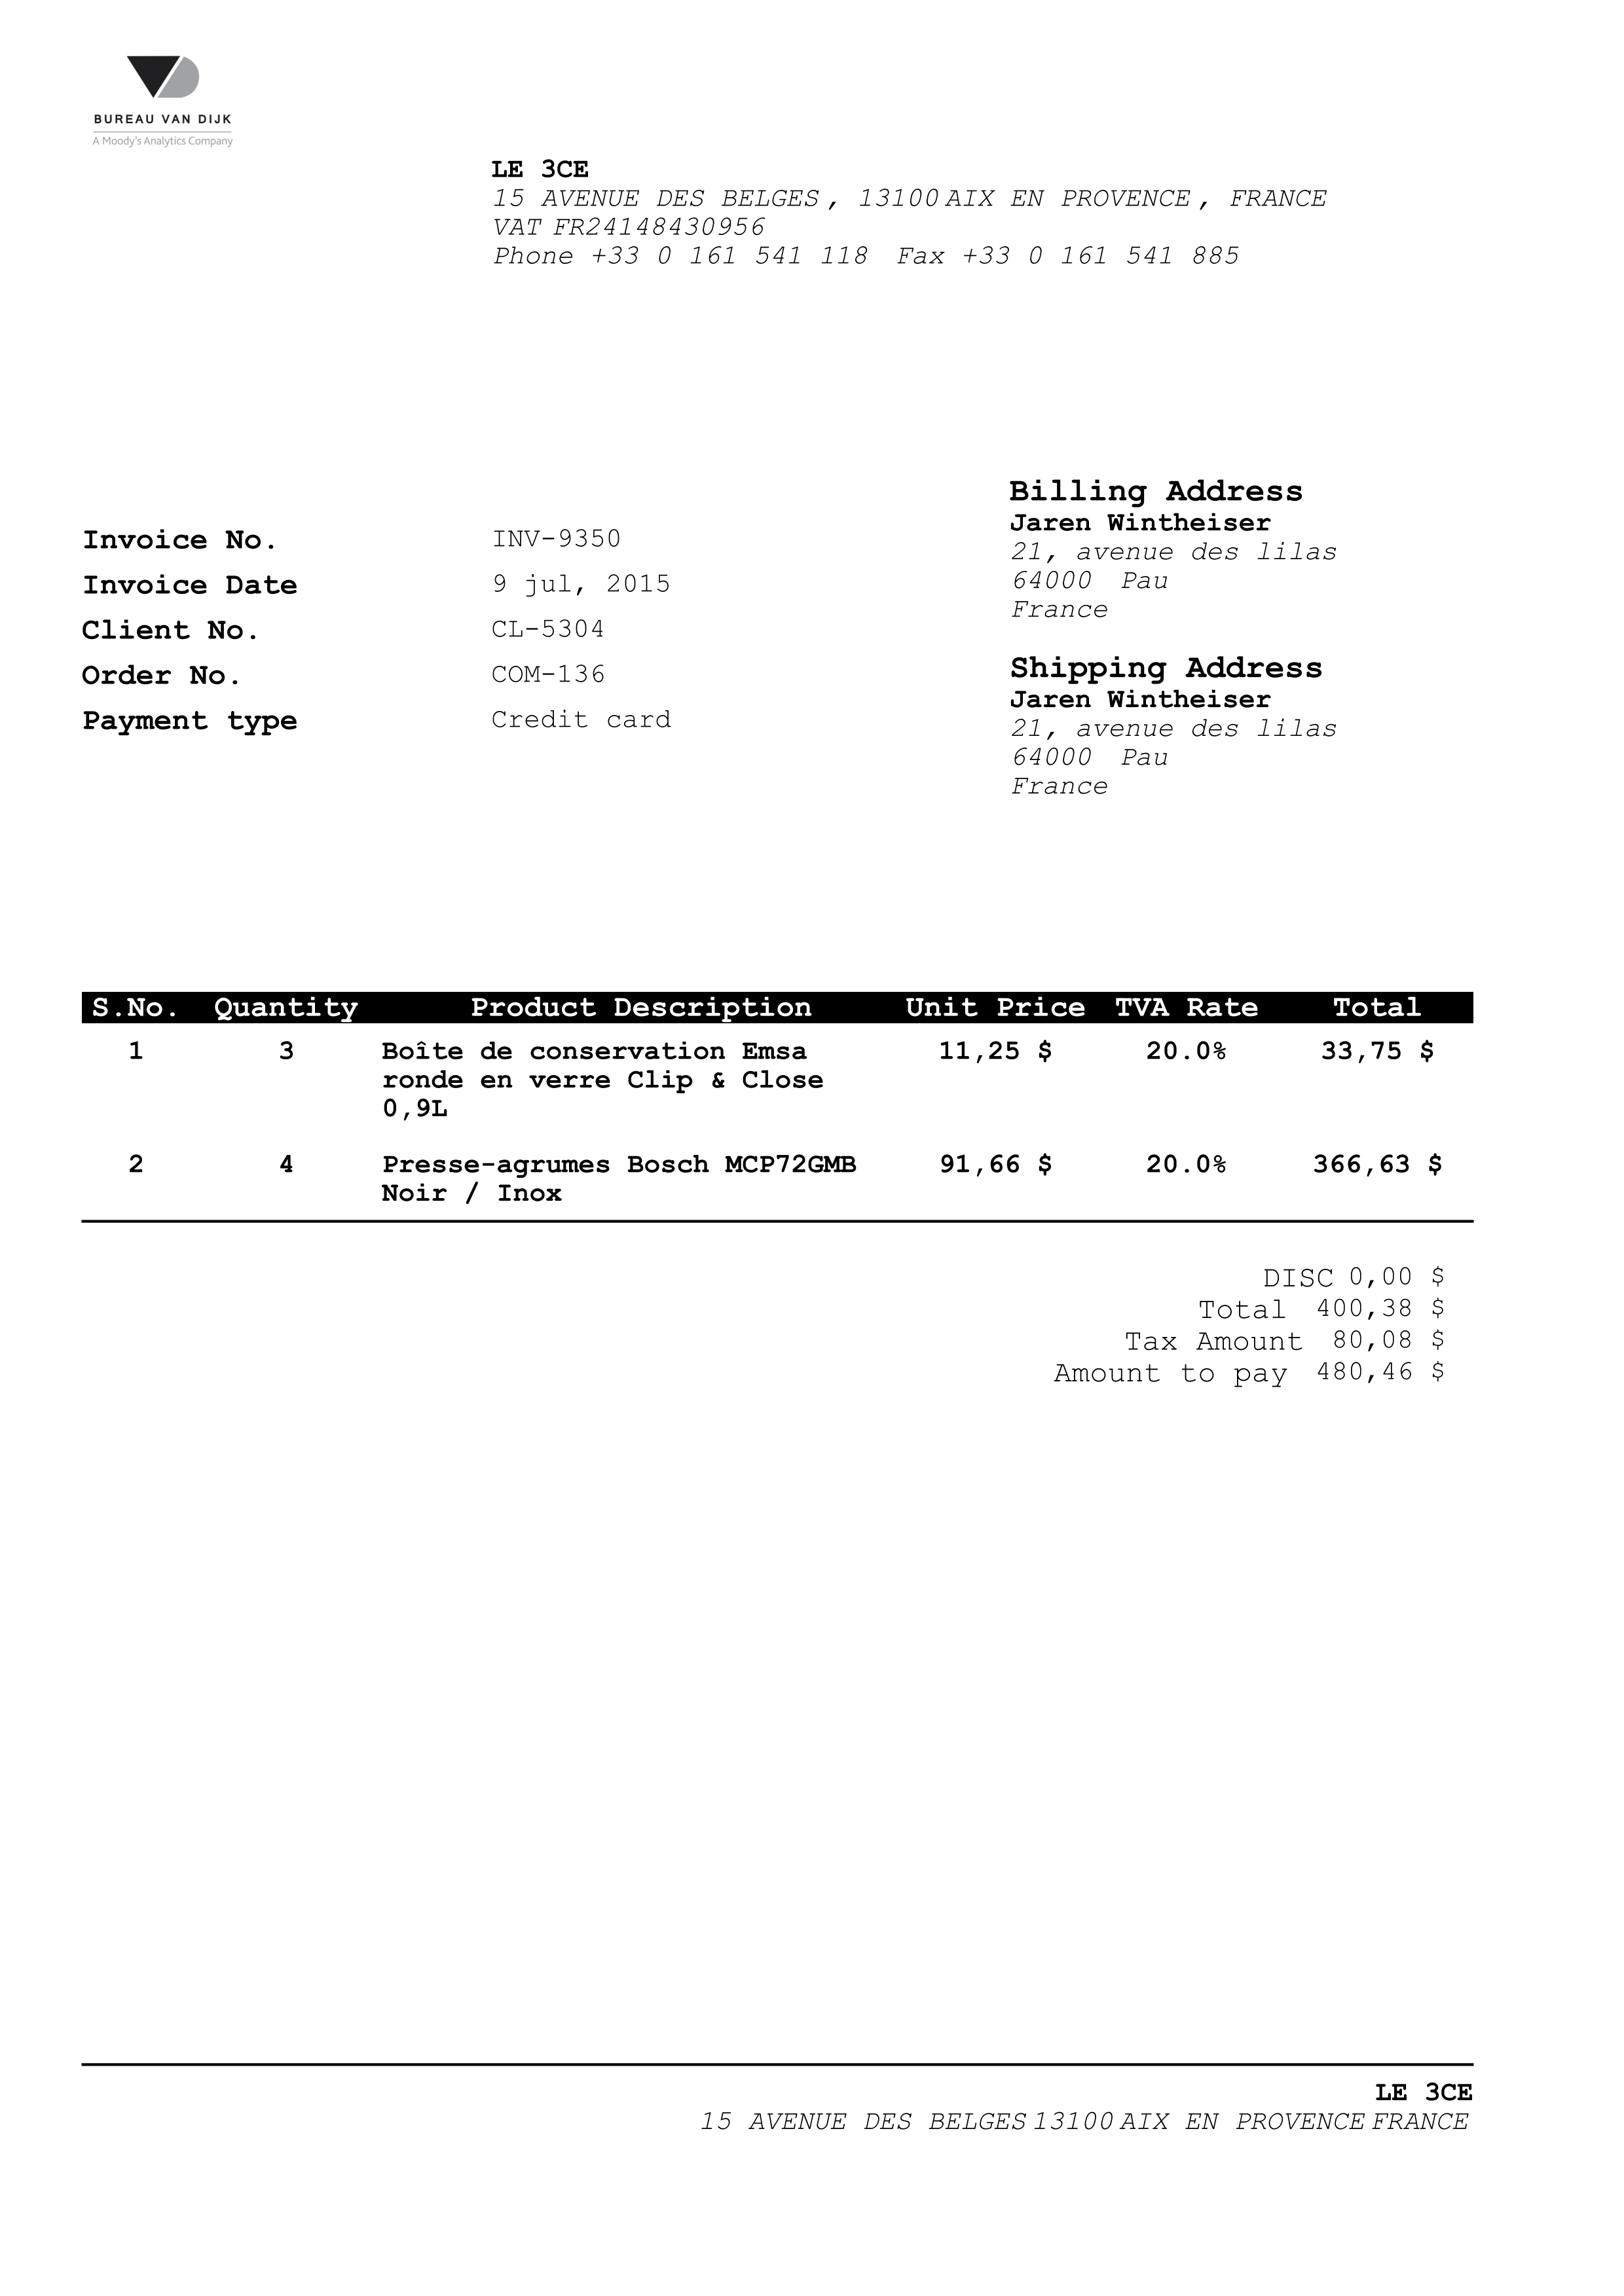 BUREAU VAN DIJK
A Moody's Analytics Company
LE 3CE
15 AVENUE DES BELGES, 13100 AIX EN PROVENCE, FRANCE
VAT FR24148430956
Phone +33 0 161 541 118 Fax +33 0 161 541 885
Invoice No. INV-9350
Invoice Date 9 jul, 2015
Client No. CL-5304
Order No. COM-136
Payment type Credit card
Billing Address
Jaren Wintheiser
21, avenue des lilas
64000 Pau
France
Shipping Address
Jaren Wintheiser
21, avenue des lilas
64000 Pau
France
S.No. Quantity Product Description Unit Price TVA Rate Total
1 3 Boîte de conservation Emsa 11,25 $ 20.0% 33,75 $
ronde en verre Clip & Close
0,9L
2 4 Presse-agrumes Bosch MCP72GMB 91,66 $ 20.0% 366,63 $
Noir / Inox
DISC 0,00 $
Total 400,38 $
Tax Amount 80,08 $
Amount to pay 480,46 $
LE 3CE
15 AVENUE DES BELGES 13100 AIX EN PROVENCE FRANCE